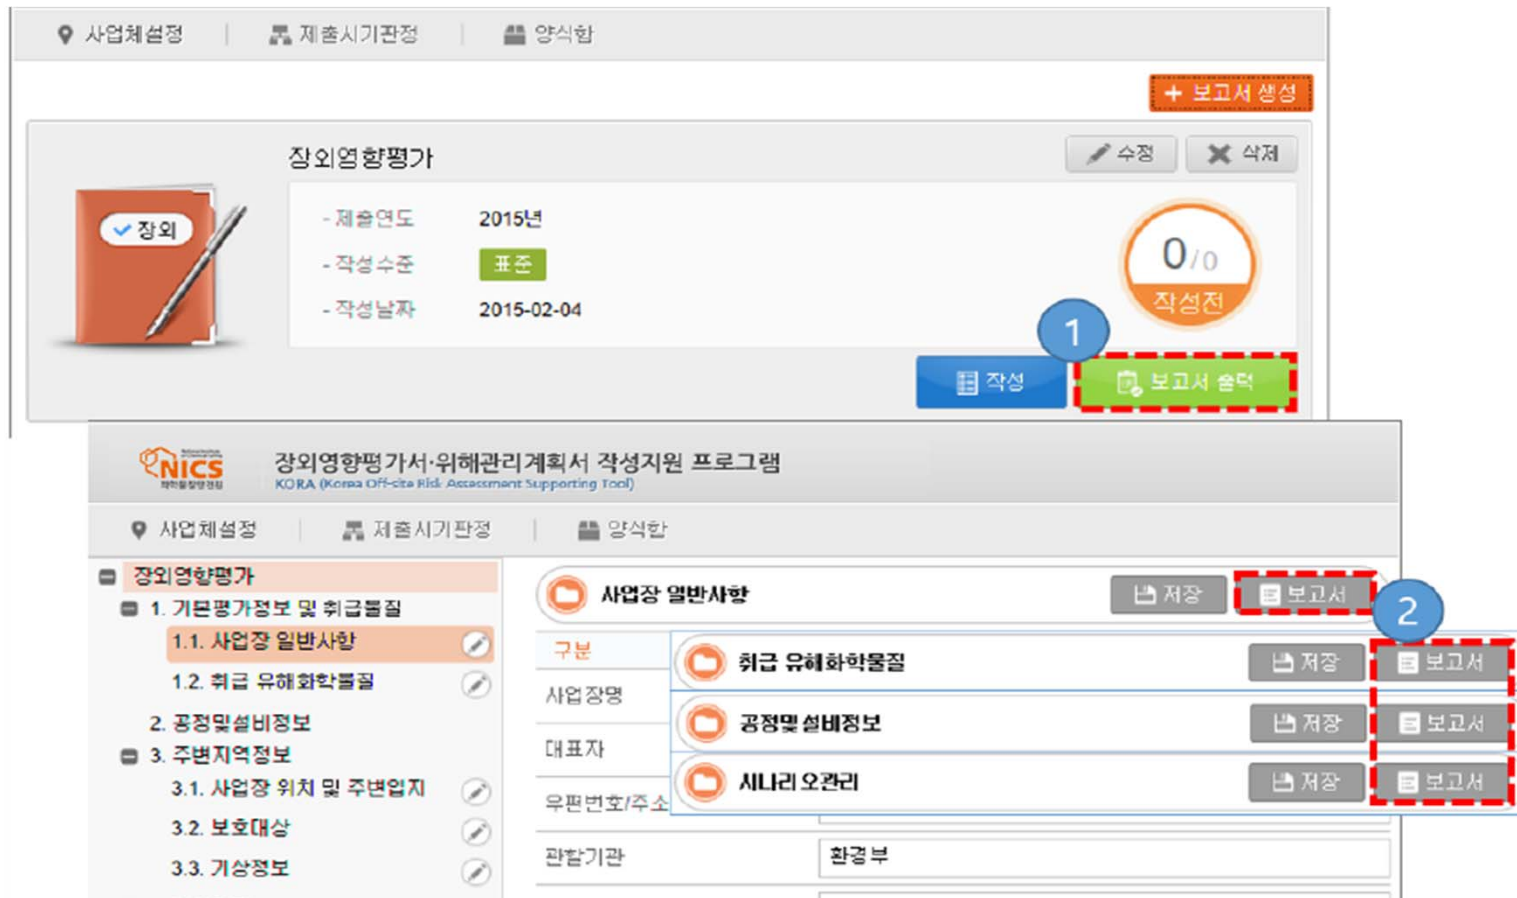 사업체설정 제출시기판정 양식함
+ 보고서 생성
장외영향평가 수정 삭제
장외
- 제출연도 2015년
- 작성수준 표준
- 작성날짜 2015-02-04
0/0
작성전
1
작성 보고서 출력
NICS
화학물질안전원
장외영향평가서·위해관리계획서 작성지원 프로그램
KORA (Korea Off-site Risk Assessment Supporting Tool)
사업체설정 제출시기판정 양식함
장외영향평가
1. 기본평가정보 및 취급물질
1.1. 사업장 일반사항
1.2. 취급 유해화학물질
2. 공정및설비정보
3. 주변지역정보
3.1. 사업장 위치 및 주변입지
3.2. 보호대상
3.3. 기상정보
사업장 일반사항 저장 보고서
2
구분
사업장명
대표자
우편번호/주소
관할기관 환경부
취급 유해화학물질 저장 보고서
공정및 설비정보 저장 보고서
시나리오관리 저장 보고서